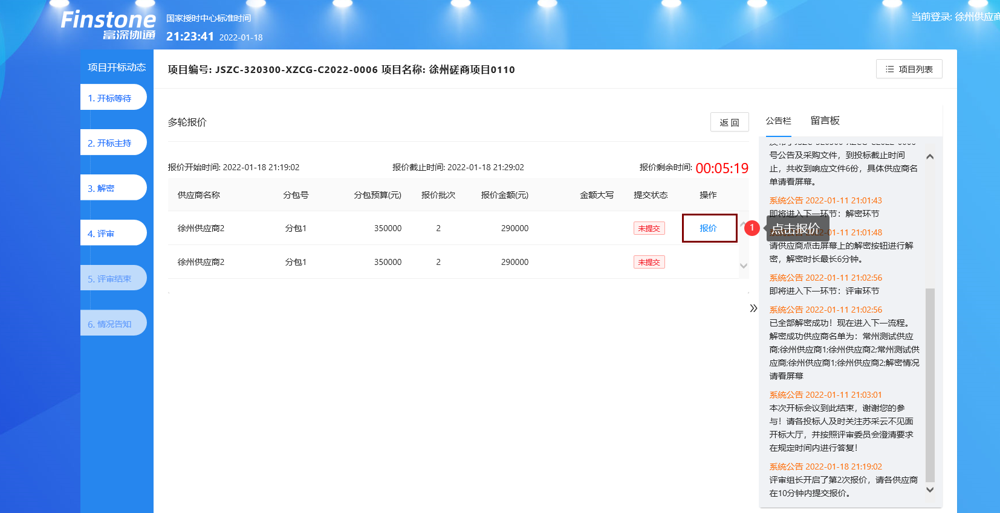 Finstone
富深协通
国家授时中心标准时间
21:23:41 2022-01-18
当前登录: 徐州供应商
项目开标动态
1. 开标等待
2. 开标主持
3. 解密
4. 评审
5. 评审结束
6. 情况告知
项目编号: JSZC-320300-XZCG-C2022-0006 项目名称: 徐州磋商项目0110
项目列表
多轮报价
返 回
报价开始时间: 2022-01-18 21:19:02
报价截止时间: 2022-01-18 21:29:02
报价剩余时间: 00:05:19
供应商名称 分包号 分包预算(元) 报价批次 报价金额(元) 金额大写 提交状态 操作
徐州供应商2 分包1 350000 2 290000 未提交 报价
徐州供应商2 分包1 350000 2 290000 未提交
1
点击报价
»
公告栏 留言板
号公告及采购文件，到投标截止时间
止，共收到响应文件6份，具体供应商名
单请看屏幕。
系统公告 2022-01-11 21:01:43
即将进入下一环节：解密环节
系统公告 2022-01-11 21:01:48
请供应商点击屏幕上的解密按钮进行解
密，解密时长最长6分钟。
系统公告 2022-01-11 21:02:56
即将进入下一环节：评审环节
系统公告 2022-01-11 21:02:56
已全部解密成功！现在进入下一流程。
解密成功供应商名单为：常州测试供应
商;徐州供应商1;徐州供应商2;常州测试供
应商;徐州供应商1;徐州供应商2;解密情况
请看屏幕
系统公告 2022-01-11 21:03:01
本次开标会议到此结束，谢谢您的参
与！请各投标人及时关注苏采云不见面
开标大厅，并按照评审委员会澄清要求
在规定时间内进行答复！
系统公告 2022-01-18 21:19:02
评审组长开启了第2次报价，请各供应商
在10分钟内提交报价。